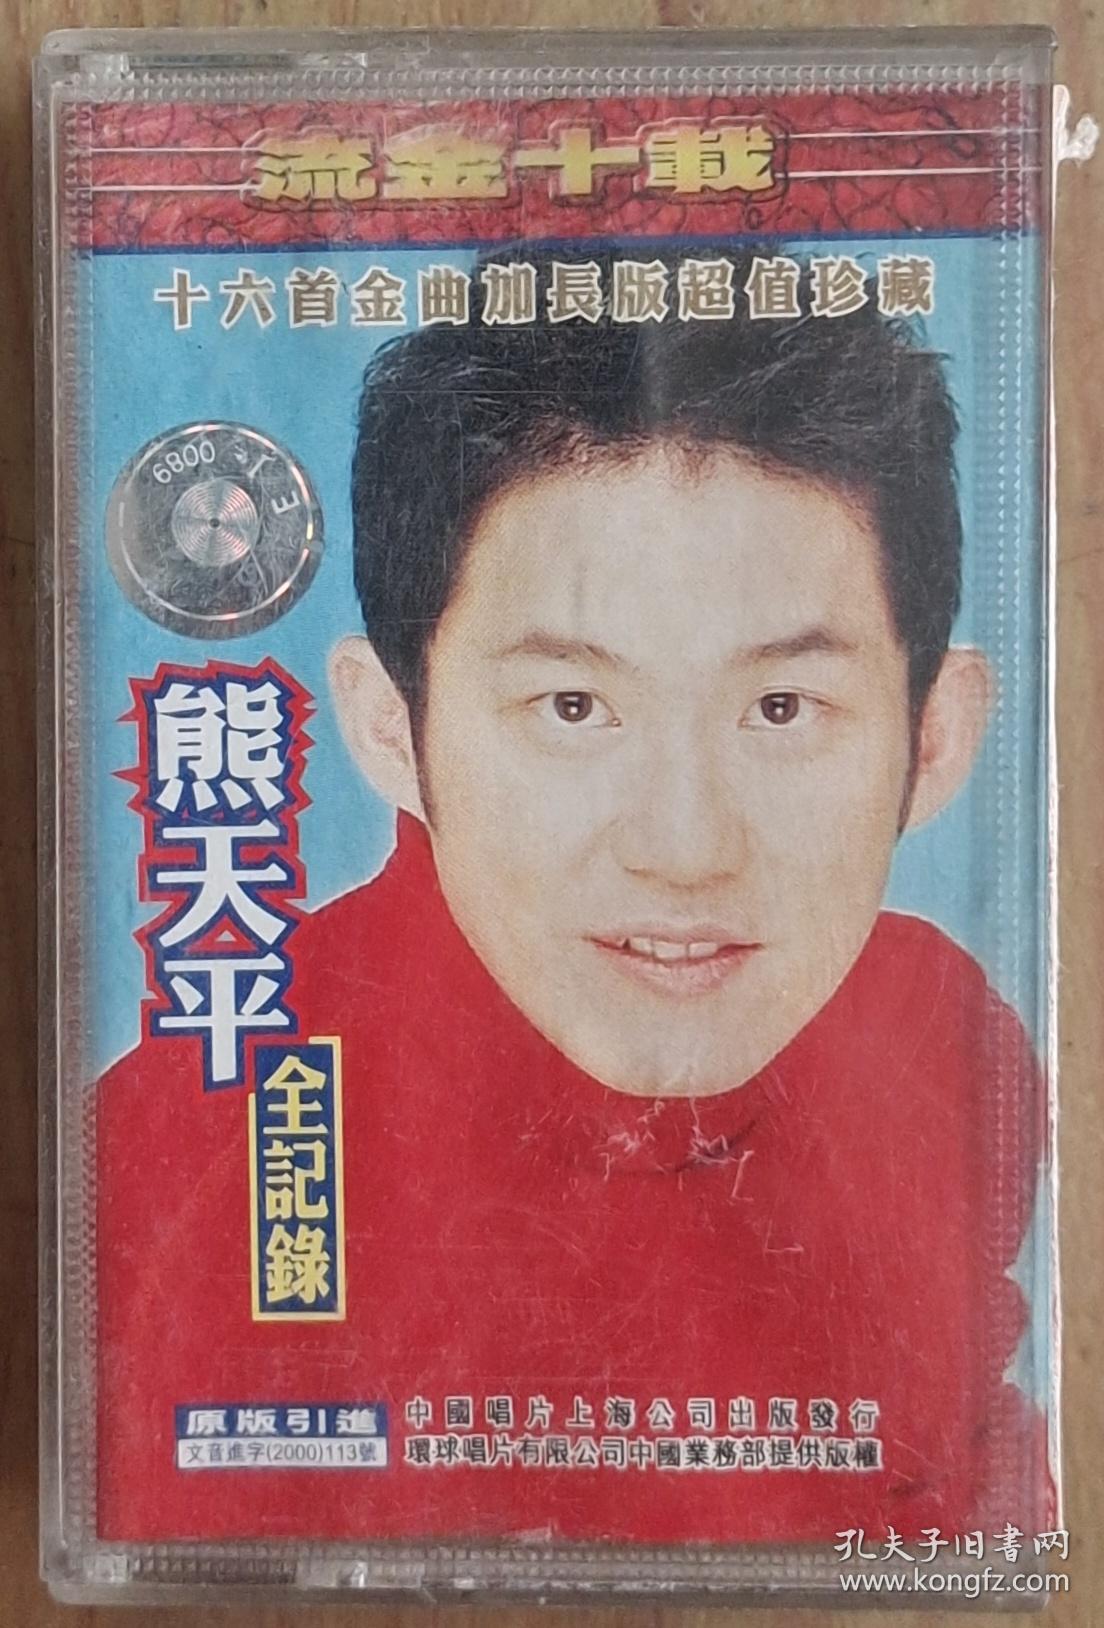 流金十載
十六首金曲加長版超值珍藏
6800
E
熊天平
全記錄
原版引進
文音進字(2000)113號
中國唱片上海公司出版發行
環球唱片有限公司中國業務部提供版權
孔夫子旧書网
www.kongfz.com